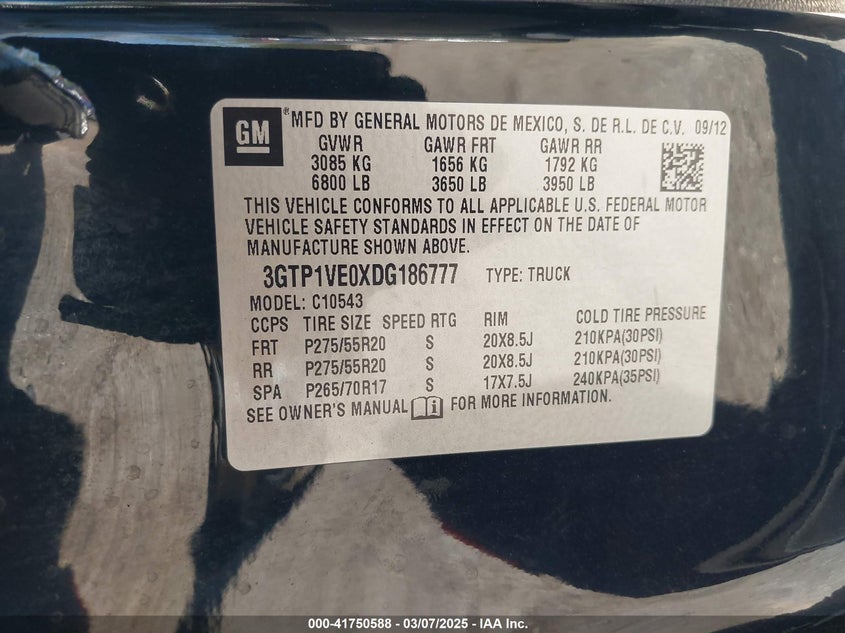 GM ® MFD BY GENERAL MOTORS DE MEXICO, S. DE R.L. DE C.V. 09/12
GVWR GAWR FRT GAWR RR
3085 KG 1656 KG 1792 KG
6800 LB 3650 LB 3950 LB
THIS VEHICLE CONFORMS TO ALL APPLICABLE U.S. FEDERAL MOTOR
VEHICLE SAFETY STANDARDS IN EFFECT ON THE DATE OF
MANUFACTURE SHOWN ABOVE.
3GTP1VE0XDG186777 TYPE: TRUCK
MODEL: C10543
CCPS TIRE SIZE SPEED RTG RIM COLD TIRE PRESSURE
FRT P275/55R20 S 20X8.5J 210KPA(30PSI)
RR P275/55R20 S 20X8.5J 210KPA(30PSI)
SPA P265/70R17 S 17X7.5J 240KPA(35PSI)
SEE OWNER'S MANUAL FOR MORE INFORMATION.
000-41750588 — 03/07/2025 — IAA Inc.